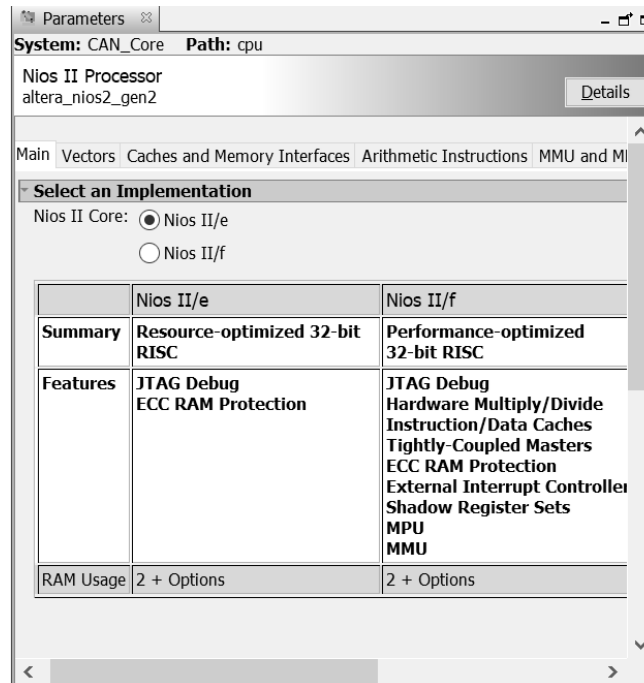 Parameters
System: CAN_Core Path: cpu
Nios II Processor
altera_nios2_gen2
Details
Main Vectors Caches and Memory Interfaces Arithmetic Instructions MMU and
Select an Implementation
Nios II Core: Nios II/e
Nios II/f
Nios II/e Nios II/f
Summary Resource-optimized 32-bit Performance-optimized
RISC 32-bit RISC
Features JTAG Debug JTAG Debug
ECC RAM Protection Hardware Multiply/Divide
Instruction/Data Caches
Tightly-Coupled Masters
ECC RAM Protection
External Interrupt Controller
Shadow Register Sets
MPU
MMU
RAM Usage 2 + Options 2 + Options